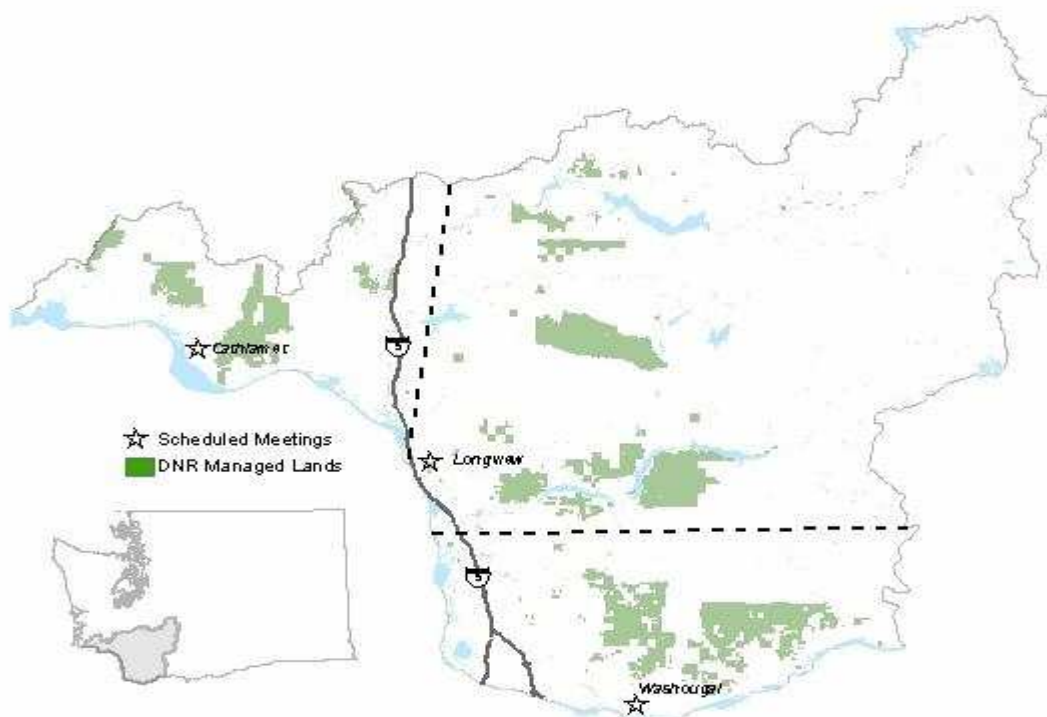 5
Cathlamet
Scheduled Meetings
Longview
DNR Managed Lands
5
Washougal